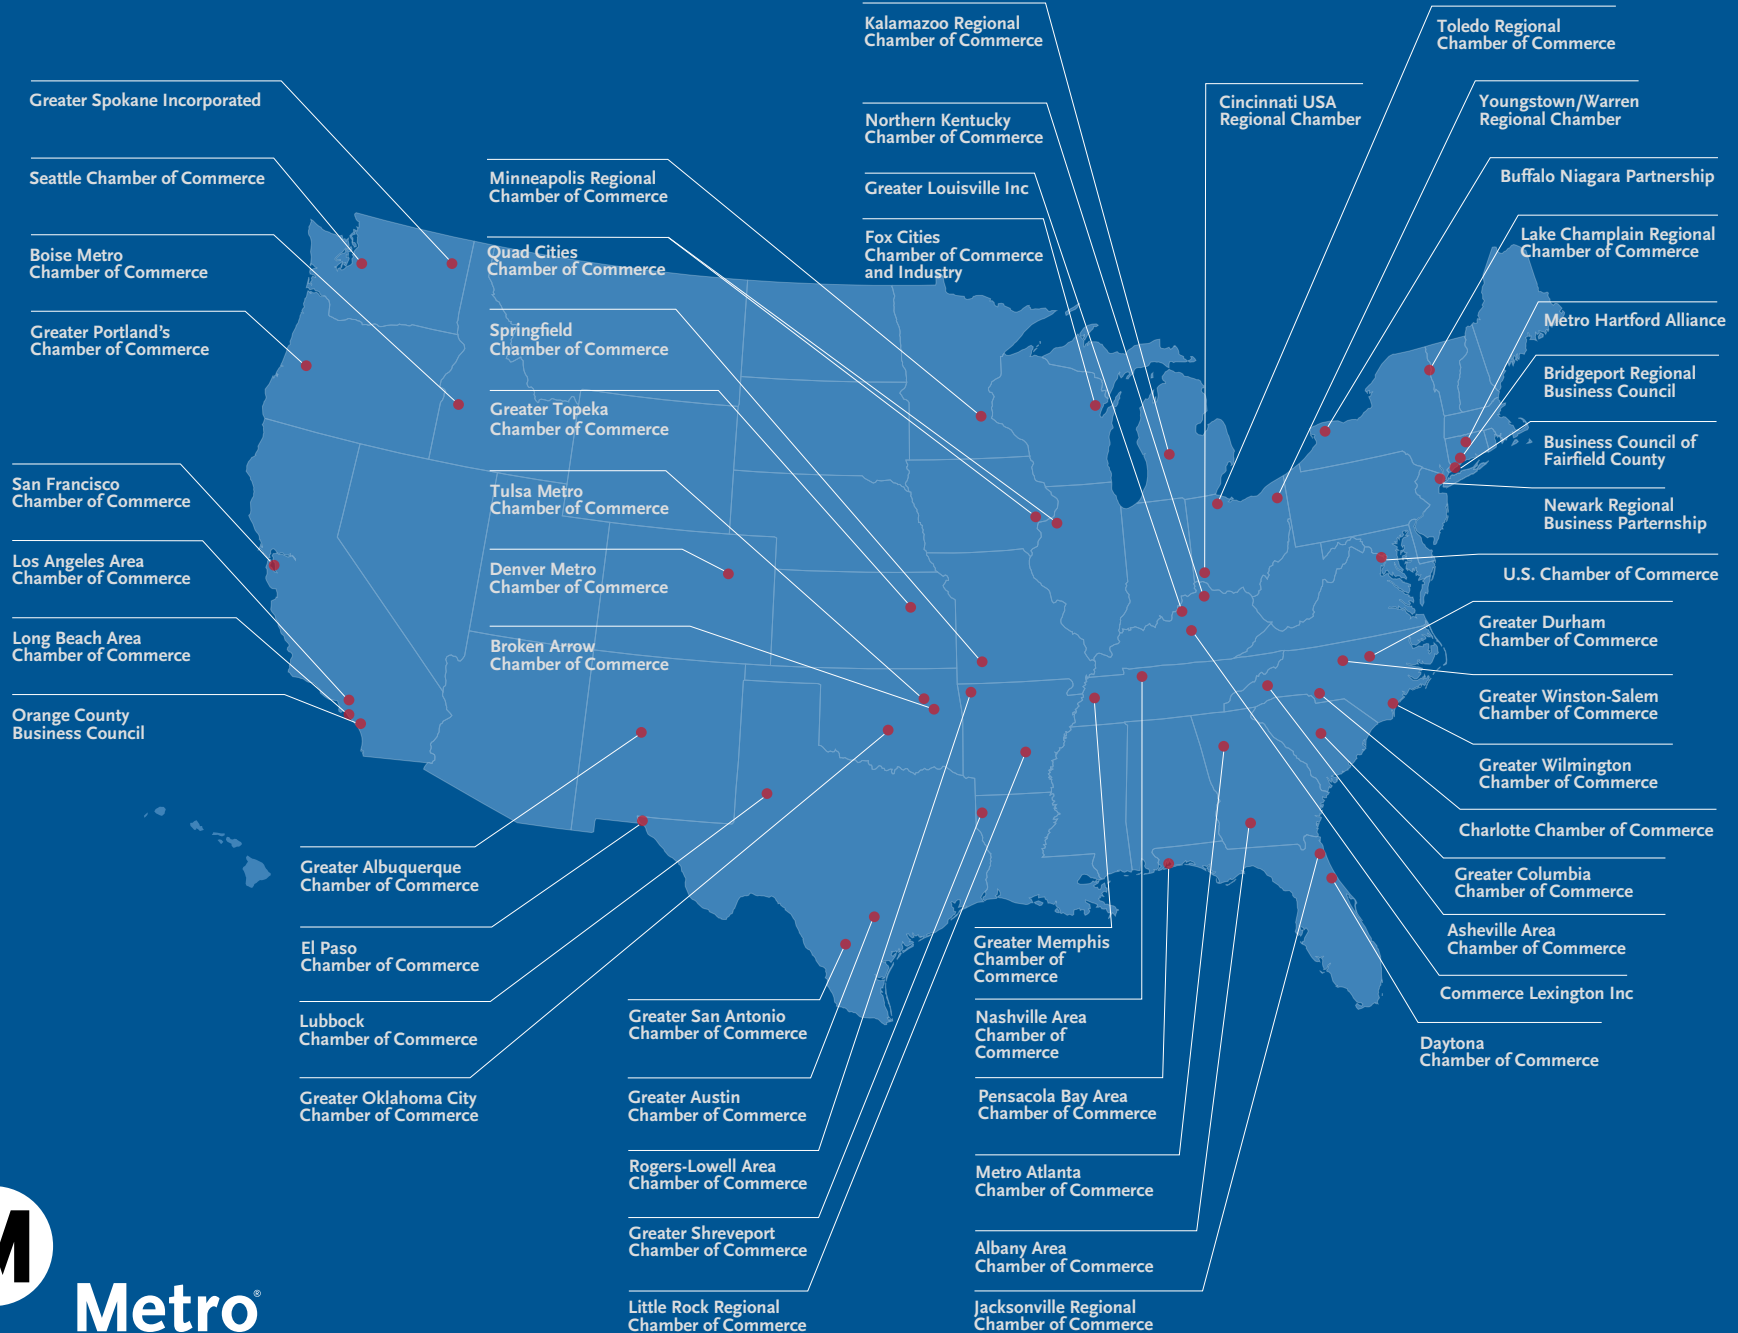 Kalamazoo Regional
Chamber of Commerce
Toledo Regional
Chamber of Commerce
Greater Spokane Incorporated
Northern Kentucky
Chamber of Commerce
Cincinnati USA
Regional Chamber
Youngstown/Warren
Regional Chamber
Seattle Chamber of Commerce
Minneapolis Regional
Chamber of Commerce
Greater Louisville Inc
Buffalo Niagara Partnership
Boise Metro
Chamber of Commerce
Quad Cities
Chamber of Commerce
Fox Cities
Chamber of Commerce
and Industry
Lake Champlain Regional
Chamber of Commerce
Greater Portland's
Chamber of Commerce
Springfield
Chamber of Commerce
Metro Hartford Alliance
Greater Topeka
Chamber of Commerce
Bridgeport Regional
Business Council
San Francisco
Chamber of Commerce
Tulsa Metro
Chamber of Commerce
Business Council of
Fairfield County
Newark Regional
Business Parternship
Los Angeles Area
Chamber of Commerce
Denver Metro
Chamber of Commerce
U.S. Chamber of Commerce
Long Beach Area
Chamber of Commerce
Broken Arrow
Chamber of Commerce
Greater Durham
Chamber of Commerce
Orange County
Business Council
Greater Winston-Salem
Chamber of Commerce
Greater Wilmington
Chamber of Commerce
Charlotte Chamber of Commerce
Greater Albuquerque
Chamber of Commerce
Greater Columbia
Chamber of Commerce
El Paso
Chamber of Commerce
Greater Memphis
Chamber of
Commerce
Asheville Area
Chamber of Commerce
Commerce Lexington Inc
Lubbock
Chamber of Commerce
Greater San Antonio
Chamber of Commerce
Nashville Area
Chamber of
Commerce
Daytona
Chamber of Commerce
Greater Oklahoma City
Chamber of Commerce
Greater Austin
Chamber of Commerce
Pensacola Bay Area
Chamber of Commerce
Rogers-Lowell Area
Chamber of Commerce
Metro Atlanta
Chamber of Commerce
Greater Shreveport
Chamber of Commerce
Albany Area
Chamber of Commerce
Little Rock Regional
Chamber of Commerce
Jacksonville Regional
Chamber of Commerce
M
Metro®